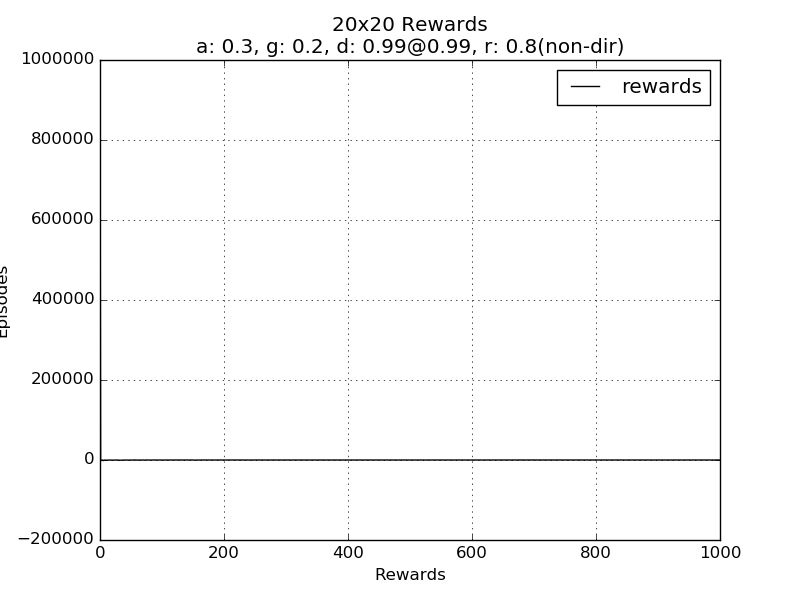 20x20 Rewards
a: 0.3, g: 0.2, d: 0.99@0.99, r: 0.8(non-dir)
1000000
rewards
800000
600000
400000
Episodes
200000
0
−200000
0 200 400 600 800 1000
Rewards